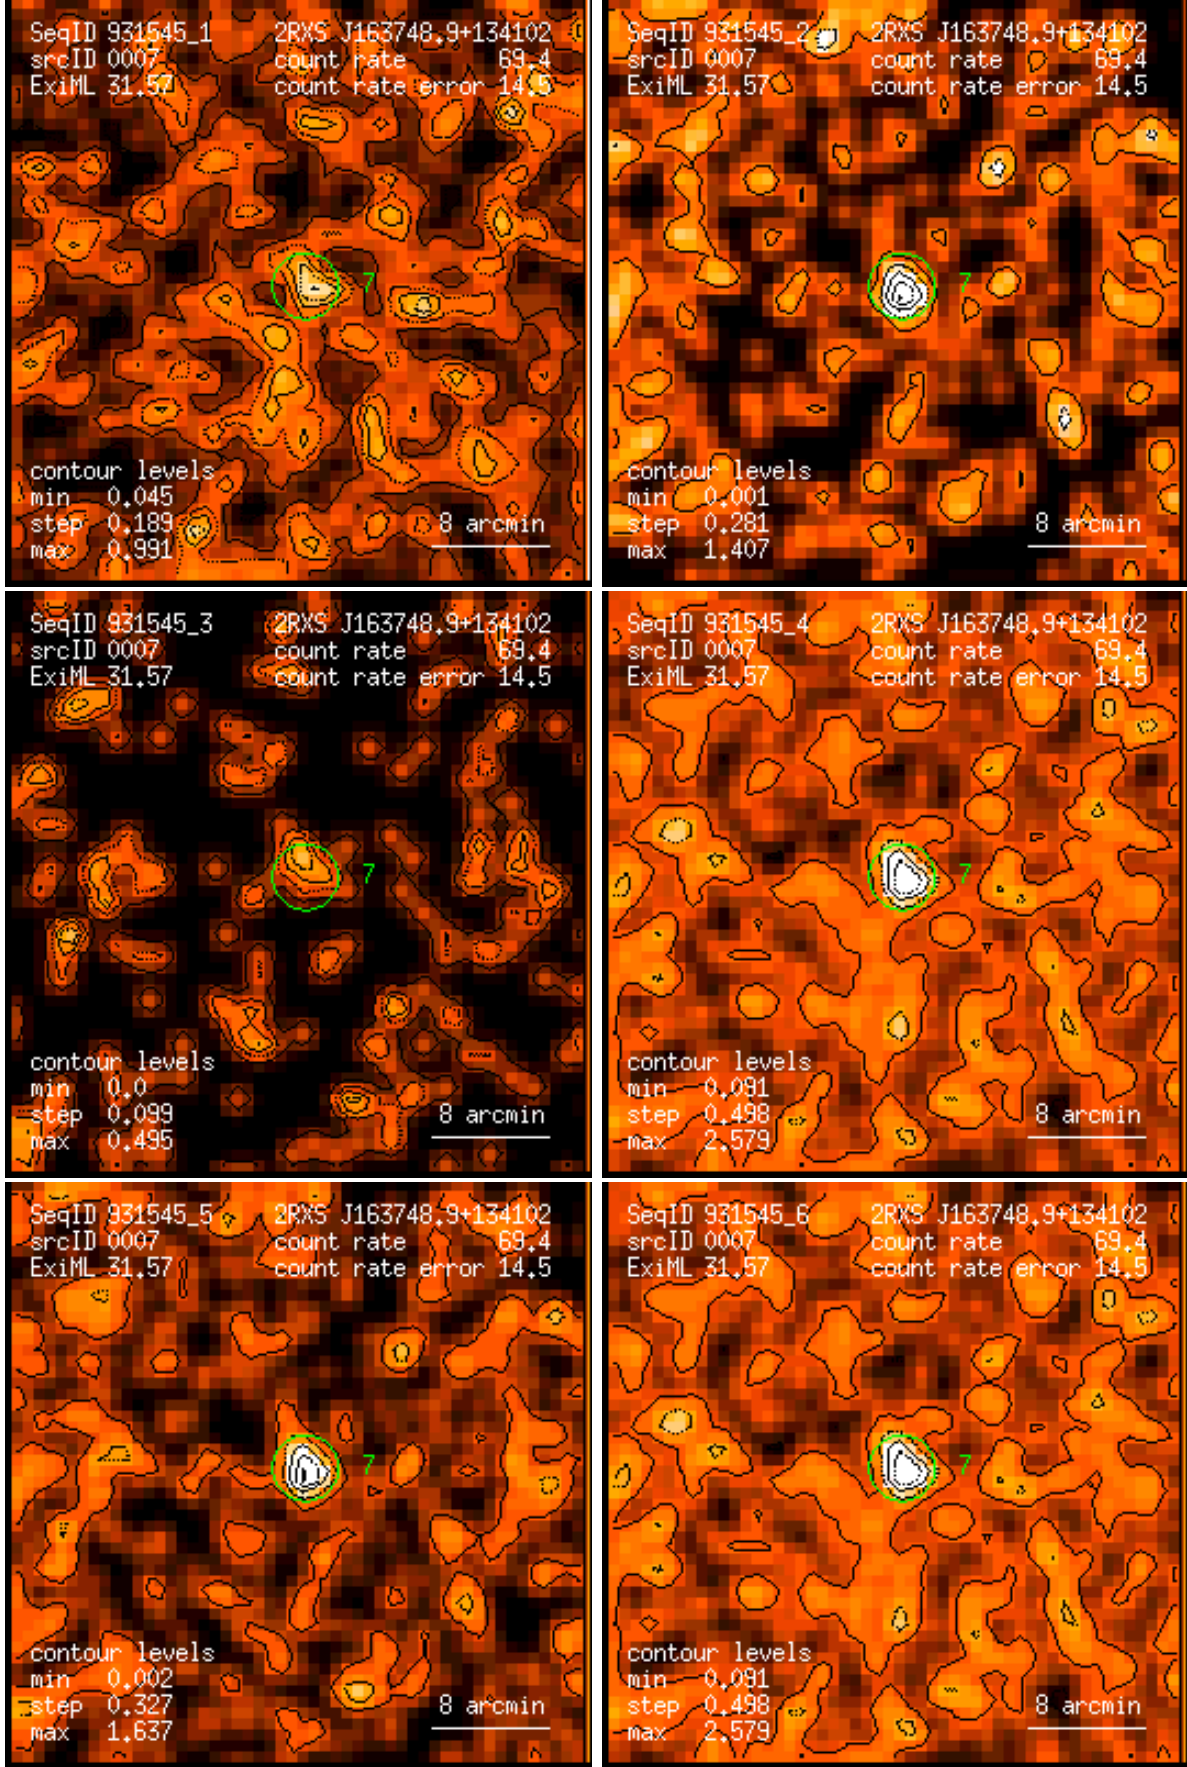 SeqID 931545_1 2RXS J163748.9+134102
srcID 0007 count rate 69.4
ExiML 31.57 count rate error 14.5
7
contour levels
min 0.045
step 0.189 8 arcmin
max 0.991
SeqID 931545_2 2RXS J163748.9+134102
srcID 0007 count rate 69.4
ExiML 31.57 count rate error 14.5
7
contour levels
min 0.001
step 0.281 8 arcmin
max 1.407
SeqID 931545_3 2RXS J163748.9+134102
srcID 0007 count rate 69.4
ExiML 31.57 count rate error 14.5
7
contour levels
min 0.0
step 0.099 8 arcmin
max 0.495
SeqID 931545_4 2RXS J163748.9+134102
srcID 0007 count rate 69.4
ExiML 31.57 count rate error 14.5
7
contour levels
min 0.091
step 0.498 8 arcmin
max 2.579
SeqID 931545_5 2RXS J163748.9+134102
srcID 0007 count rate 69.4
ExiML 31.57 count rate error 14.5
7
contour levels
min 0.002
step 0.327 8 arcmin
max 1.637
SeqID 931545_6 2RXS J163748.9+134102
srcID 0007 count rate 69.4
ExiML 31.57 count rate error 14.5
7
contour levels
min 0.091
step 0.498 8 arcmin
max 2.579